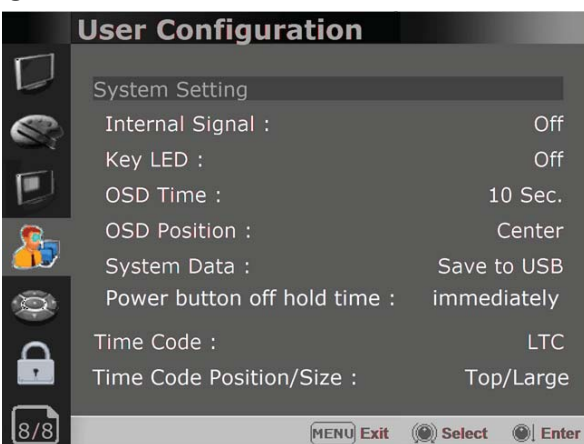 User Configuration
System Setting
Internal Signal : Off
Key LED : Off
OSD Time : 10 Sec.
OSD Position : Center
System Data : Save to USB
Power button off hold time : immediately
Time Code : LTC
Time Code Position/Size : Top/Large
8/8 MENU Exit Select Enter